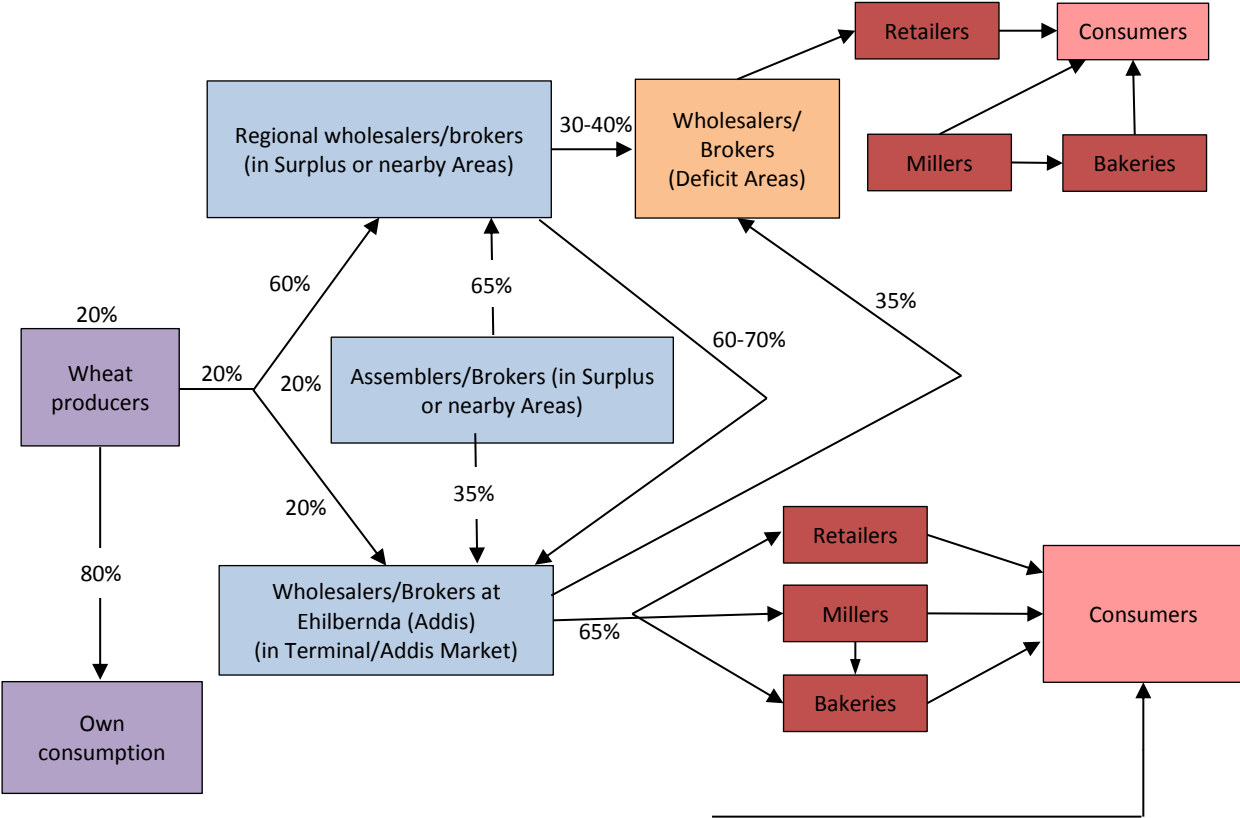 Retailers
Consumers
Regional wholesalers/brokers
(in Surplus or nearby Areas)
30-40%
Wholesalers/
Brokers
(Deficit Areas)
Millers
Bakeries
60%
65%
35%
20%
60-70%
Wheat
producers
20%
20%
Assemblers/Brokers (in Surplus
or nearby Areas)
20%
35%
80%
Wholesalers/Brokers at
Ehilbernda (Addis)
(in Terminal/Addis Market)
65%
Retailers
Millers
Bakeries
Consumers
Own
consumption